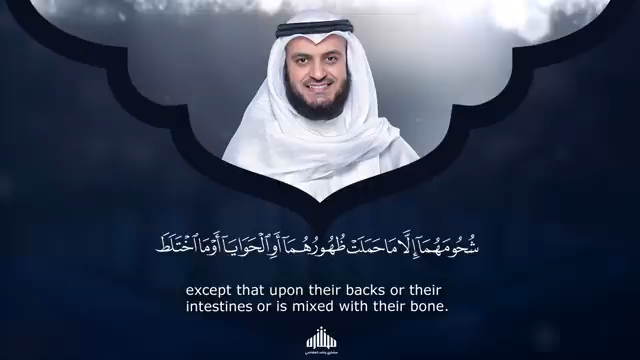 شُحُومَهُمَآ إِلَّا مَا حَمَلَتْ ظُهُورُهُمَآ أَوِ ٱلْحَوَايَآ أَوْ مَا ٱخْتَلَطَ
except that upon their backs or their
intestines or is mixed with their bone.